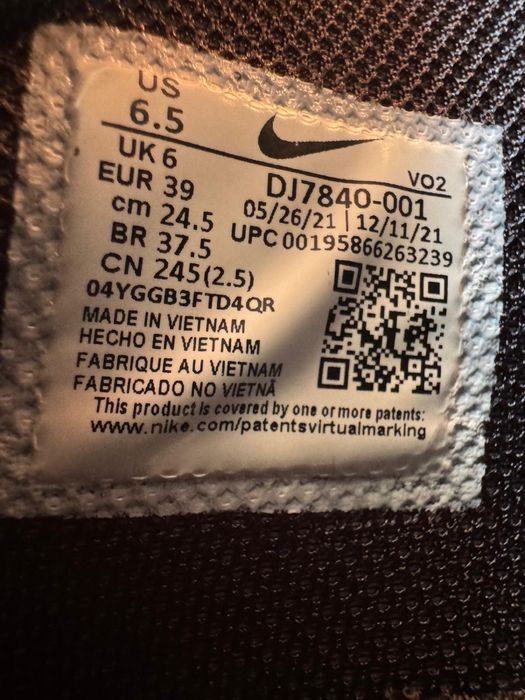 US
6.5
UK 6
EUR 39
cm 24.5
BR 37.5
CN 245(2.5)
04YGGB3FTD4QR
VO2
DJ7840-001
05/26/21 | 12/11/21
UPC 00195866263239
MADE IN VIETNAM
HECHO EN VIETNAM
FABRIQUE AU VIETNAM
FABRICADO NO VIETNÃ
This product is covered by one or more patents:
www.nike.com/patentsvirtualmarking